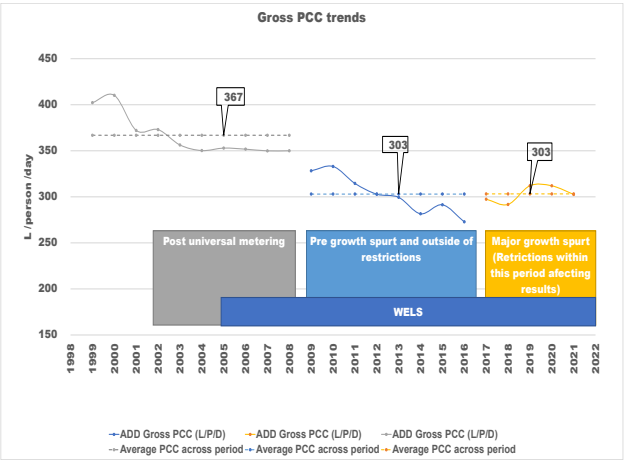 Gross PCC trends
450
400
350
300
250
200
150
L /person /day
367
303
303
Post universal metering
Pre growth spurt and outside of
restrictions
Major growth spurt
(Retrictions within
this period afecting
results)
WELS
1998
1999
2000
2001
2002
2003
2004
2005
2006
2007
2008
2009
2010
2011
2012
2013
2014
2015
2016
2017
2018
2019
2020
2021
2022
ADD Gross PCC (L/P/D) ADD Gross PCC (L/P/D) ADD Gross PCC (L/P/D)
Average PCC across period Average PCC across period Average PCC across period